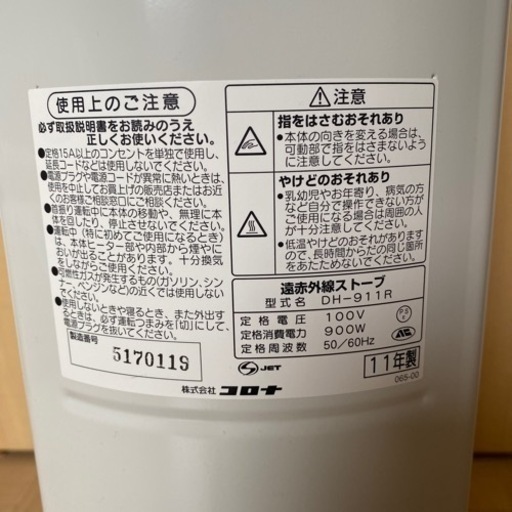 使用上のご注意
必ず取扱説明書をお読みのうえ
正しくお使いください。
●定格15A以上のコンセントを単独で使用し、
延長コードなどは使用しないでください。
●電源プラグや電源コードが異常に熱いときは、
使用を中止してお買上げの販売店またはお近
くのお客様ご相談窓口にご相談ください。
●首振り運転中に本体の移動や、無理に本
体を回したり、停止させないでください。
●運転中(特に初めてご使用になるとき)
は、本体ヒーター部や内部から煙やに
おいが出ることがあります。十分換気
をしながらご使用ください。
●可燃性ガスが発生するもの(ガソリン、シン
ナー、ベンジンなど)の近くでは使用しない
でください。
●使用しないときや寝るとき、また外出す
るときは、必ず運転つまみを「切」にして、
電源プラグを抜いてください。
製造番号
5170119
⚠注意
指をはさむおそれあり
●本体の向きを変える場合は、
可動部で指をはさまないよう
に注意してください。
やけどのおそれあり
●乳幼児やお年寄り、病気の方
など自分で操作できない方が
ご使用になる場合は周囲の人
が十分注意してください。
●低温やけどのおそれがあります
ので、長時間からだの同じ箇所
をあたためないでください。
遠赤外線ストーブ
型式名 DH-911R
定格電圧 100V
定格消費電力 900W
定格周波数 50/60Hz
株式会社 コロナ
S JET
11年製
065-00